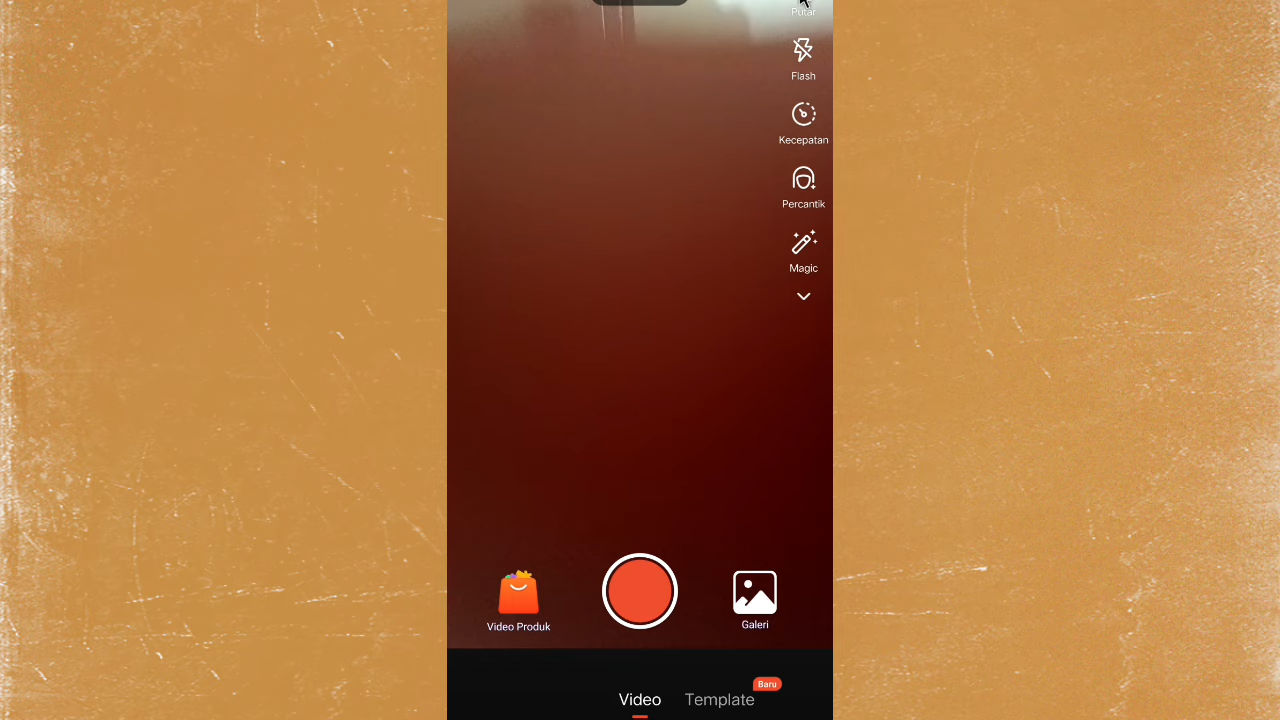 Putar
Flash
Kecepatan
Percantik
Magic
Video Produk
Galeri
Baru
Video
Template